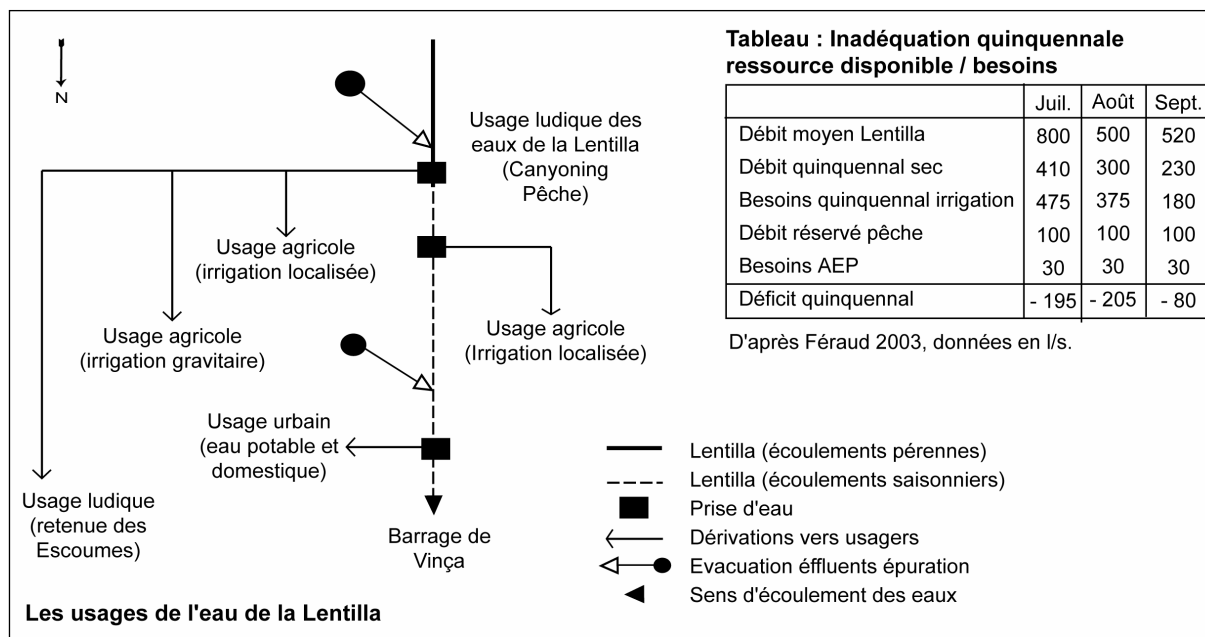 N
Usage ludique des
eaux de la Lentilla
(Canyoning
Pêche)
Usage agricole
(irrigation localisée)
Usage agricole
(irrigation gravitaire)
Usage agricole
(Irrigation localisée)
Usage urbain
(eau potable et
domestique)
Usage ludique
(retenue des
Escoumes)
Barrage de
Vinça
Les usages de l'eau de la Lentilla
Tableau : Inadéquation quinquennale
ressource disponible / besoins
Juil. Août Sept.
Débit moyen Lentilla 800 500 520
Débit quinquennal sec 410 300 230
Besoins quinquennal irrigation 475 375 180
Débit réservé pêche 100 100 100
Besoins AEP 30 30 30
Déficit quinquennal - 195 - 205 - 80
D'après Féraud 2003, données en l/s.
Lentilla (écoulements pérennes)
Lentilla (écoulements saisonniers)
Prise d'eau
Dérivations vers usagers
Evacuation éffluents épuration
Sens d'écoulement des eaux